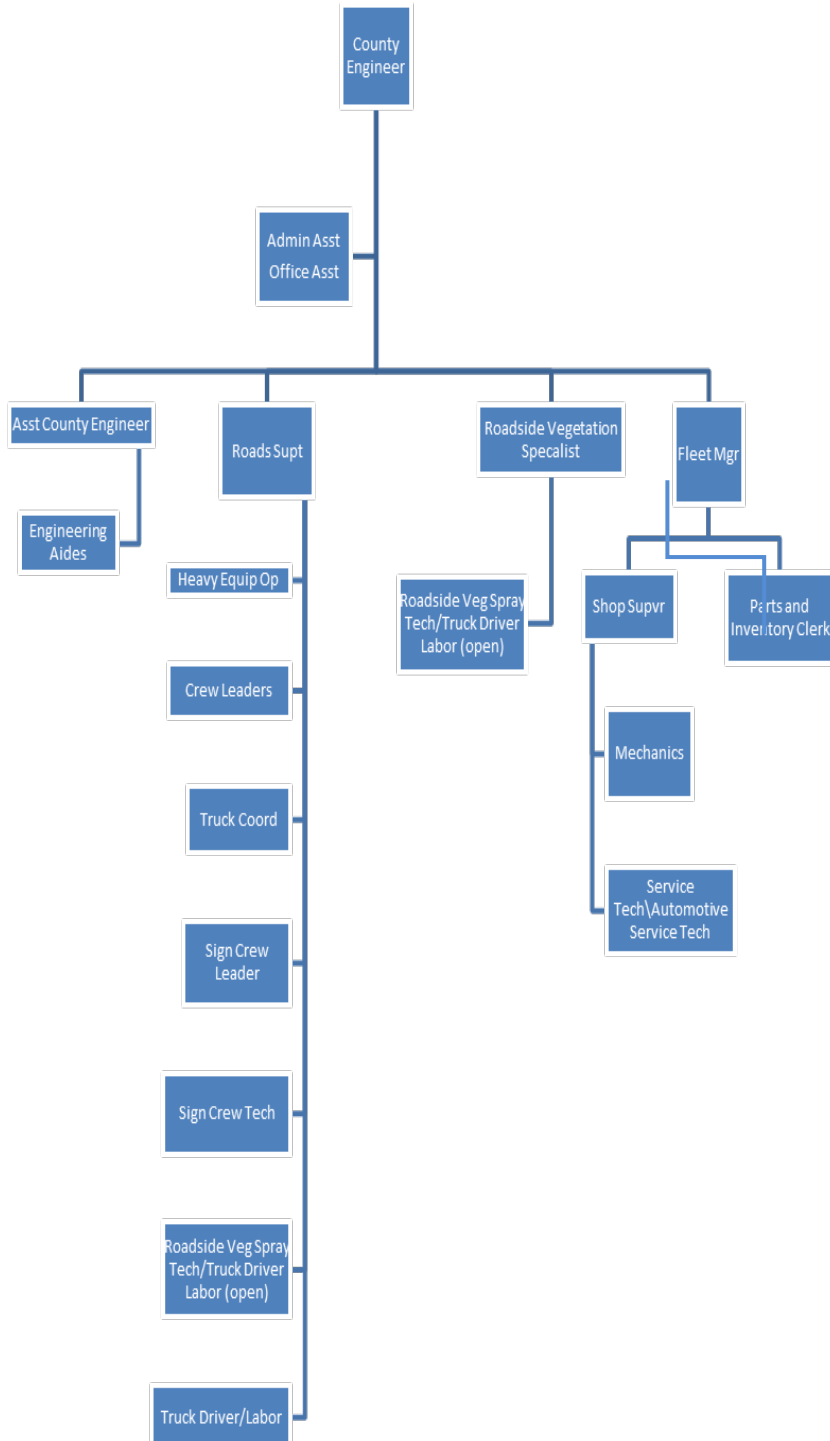 County
Engineer
Admin Asst
Office Asst
Asst County Engineer
Roads Supt
Roadside Vegetation
Specalist
Fleet Mgr
Engineering
Aides
Heavy Equip Op
Crew Leaders
Truck Coord
Sign Crew
Leader
Sign Crew Tech
Roadside Veg Spray
Tech/Truck Driver
Labor (open)
Truck Driver/Labor
Roadside Veg Spray
Tech/Truck Driver
Labor (open)
Shop Supvr
Parts and
Inventory Clerk
Mechanics
Service
Tech\Automotive
Service Tech